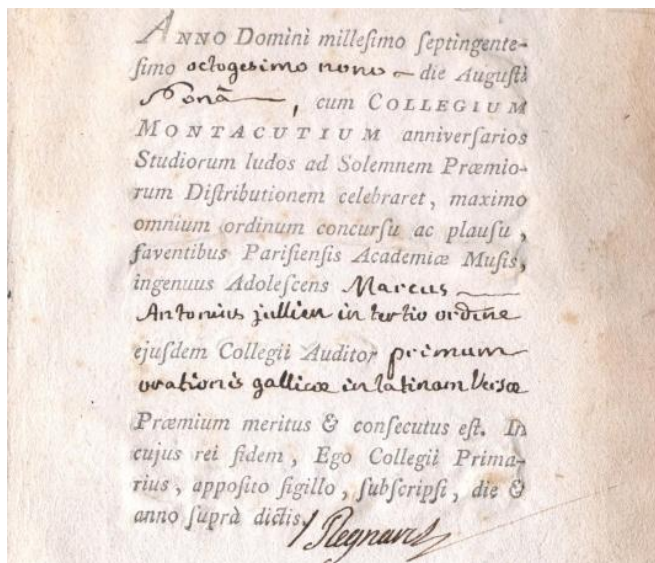 ANNO Domini millesimo septingente-
simo octogesimo nono die Augusti
Nonâ, cum COLLEGIUM
MONTACUTIUM anniversarios
Studiorum ludos ad Solemnem Præmio-
rum Distributionem celebraret, maximo
omnium ordinum concursu ac plausu,
faventibus Parisiensis Academiæ Musis,
ingenuus Adolescens Marcus
Antonius jullien in tertio ordine
ejusdem Collegii Auditor primum
orationis gallicæ in latinam Versæ
Præmium meritus & consecutus est. In
cujus rei fidem, Ego Collegii Prima-
rius, apposito sigillo, subscripsi, die &
anno suprà dictis.